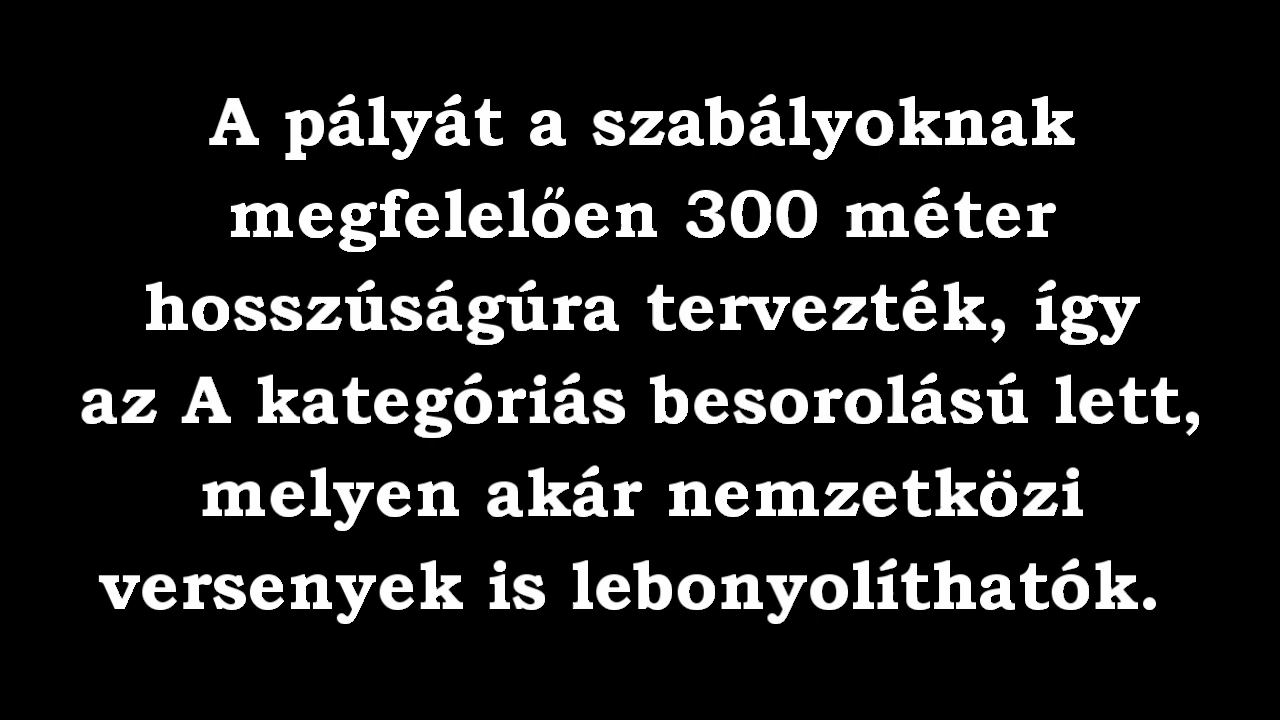 A pályát a szabályoknak
megfelelően 300 méter
hosszúságúra tervezték, így
az A kategóriás besorolású lett,
melyen akár nemzetközi
versenyek is lebonyolíthatók.